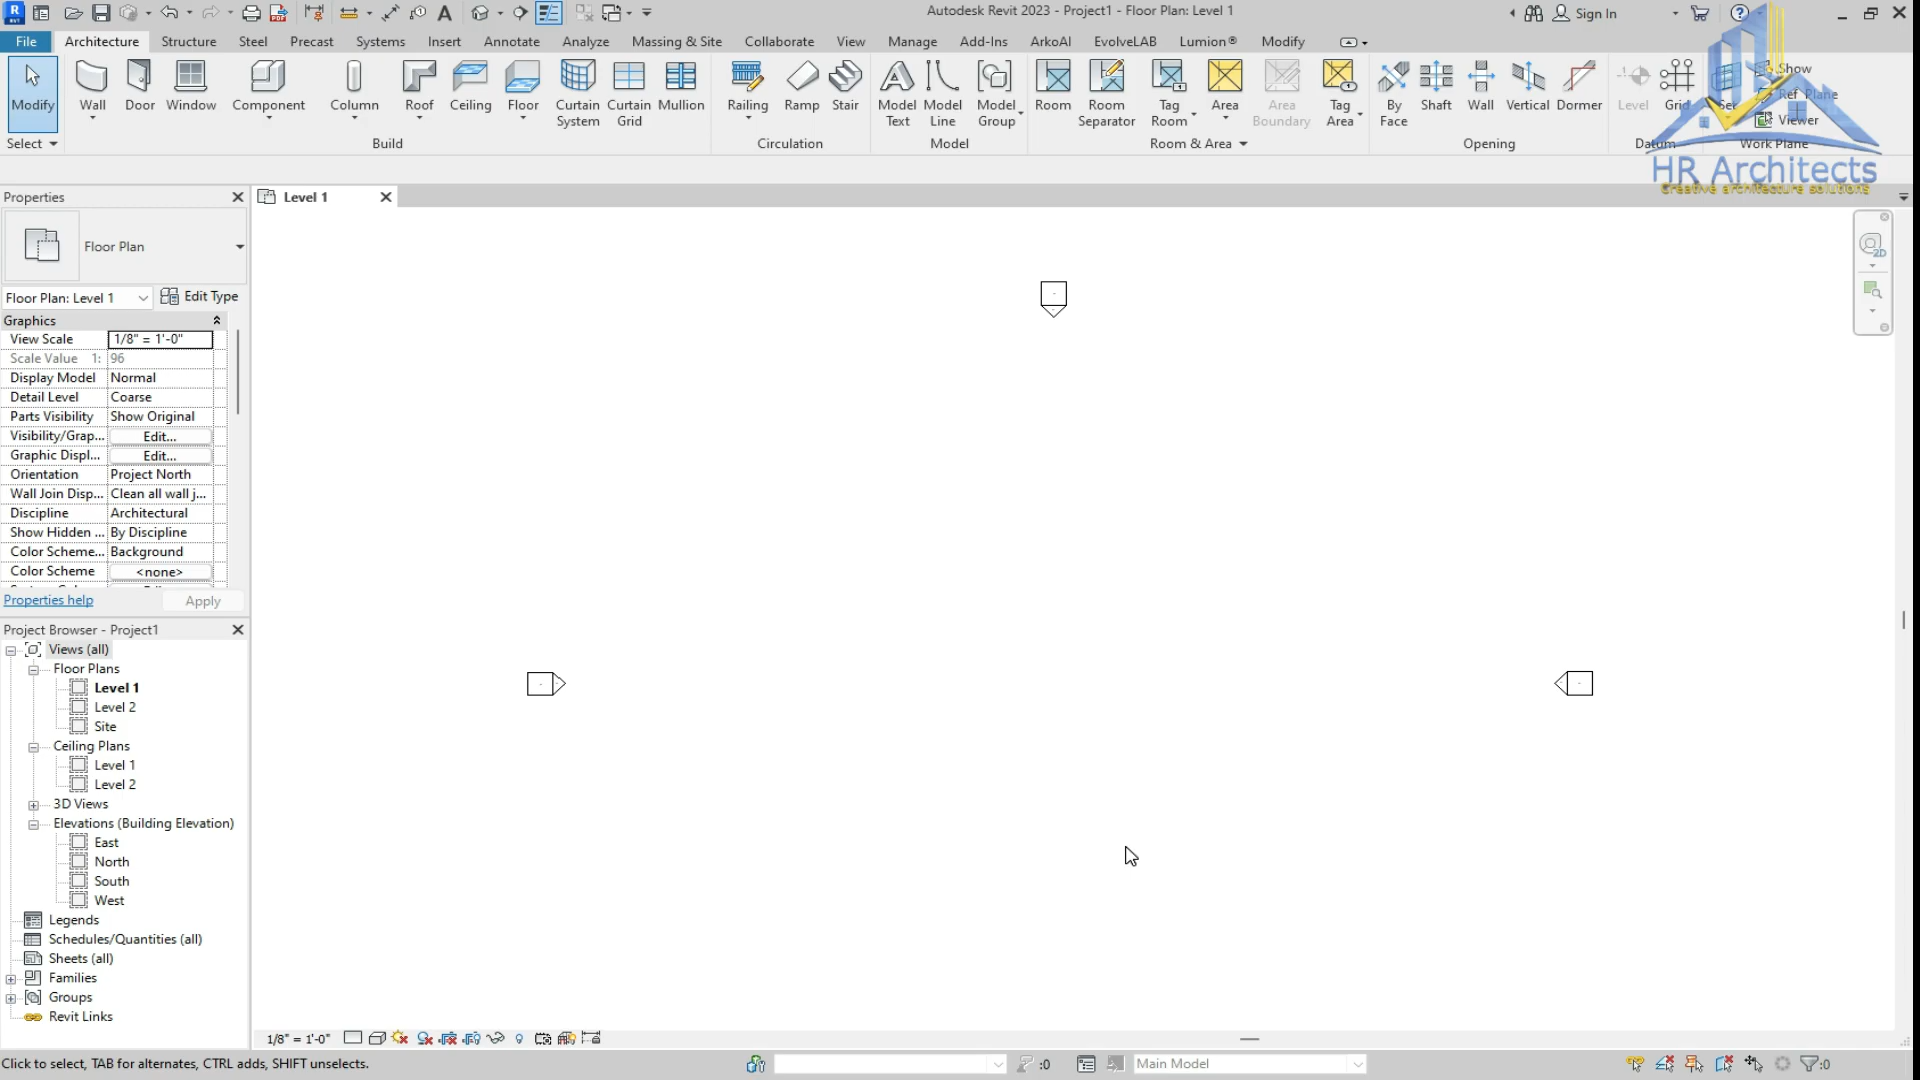 Autodesk Revit 2023 - Project1 - Floor Plan: Level 1
Sign In
File Architecture Structure Steel Precast Systems Insert Annotate Analyze Massing & Site Collaborate View Manage Add-Ins ArkoAI EvolveLAB Lumion® Modify
Modify Wall Door Window Component Column Roof Ceiling Floor Curtain System Curtain Grid Mullion Railing Ramp Stair Model Text Model Line Model Group Room Room Separator Tag Room Area Area Boundary Tag Area By Face Shaft Wall Vertical Dormer Level Grid Set Show Ref Plane Viewer
Select Build Circulation Model Room & Area Opening Datum Work Plane
HR Architects
Creative architecture solutions
Properties
Level 1
Floor Plan
Floor Plan: Level 1 Edit Type
Graphics
View Scale 1/8" = 1'-0"
Scale Value 1: 96
Display Model Normal
Detail Level Coarse
Parts Visibility Show Original
Visibility/Grap... Edit...
Graphic Displ... Edit...
Orientation Project North
Wall Join Disp... Clean all wall j...
Discipline Architectural
Show Hidden ... By Discipline
Color Scheme... Background
Color Scheme <none>
Properties help Apply
Project Browser - Project1
Views (all)
Floor Plans
Level 1
Level 2
Site
Ceiling Plans
Level 1
Level 2
3D Views
Elevations (Building Elevation)
East
North
South
West
Legends
Schedules/Quantities (all)
Sheets (all)
Families
Groups
Revit Links
1/8" = 1'-0"
Click to select, TAB for alternates, CTRL adds, SHIFT unselects.
:0
Main Model
:0